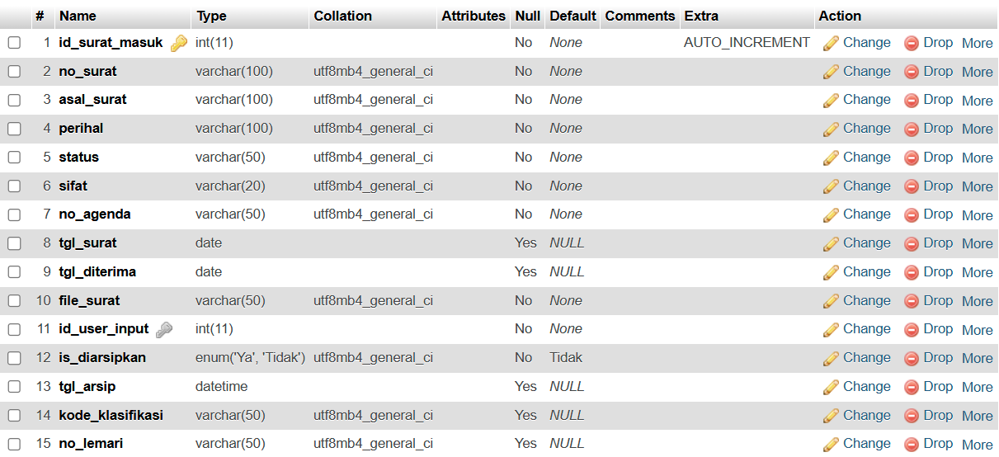 # Name Type Collation Attributes Null Default Comments Extra Action
1 id_surat_masuk int(11) No None AUTO_INCREMENT Change Drop More
2 no_surat varchar(100) utf8mb4_general_ci No None Change Drop More
3 asal_surat varchar(100) utf8mb4_general_ci No None Change Drop More
4 perihal varchar(100) utf8mb4_general_ci No None Change Drop More
5 status varchar(50) utf8mb4_general_ci No None Change Drop More
6 sifat varchar(20) utf8mb4_general_ci No None Change Drop More
7 no_agenda varchar(50) utf8mb4_general_ci No None Change Drop More
8 tgl_surat date Yes NULL Change Drop More
9 tgl_diterima date Yes NULL Change Drop More
10 file_surat varchar(50) utf8mb4_general_ci No None Change Drop More
11 id_user_input int(11) No None Change Drop More
12 is_diarsipkan enum('Ya', 'Tidak') utf8mb4_general_ci No Tidak Change Drop More
13 tgl_arsip datetime Yes NULL Change Drop More
14 kode_klasifikasi varchar(50) utf8mb4_general_ci Yes NULL Change Drop More
15 no_lemari varchar(50) utf8mb4_general_ci Yes NULL Change Drop More